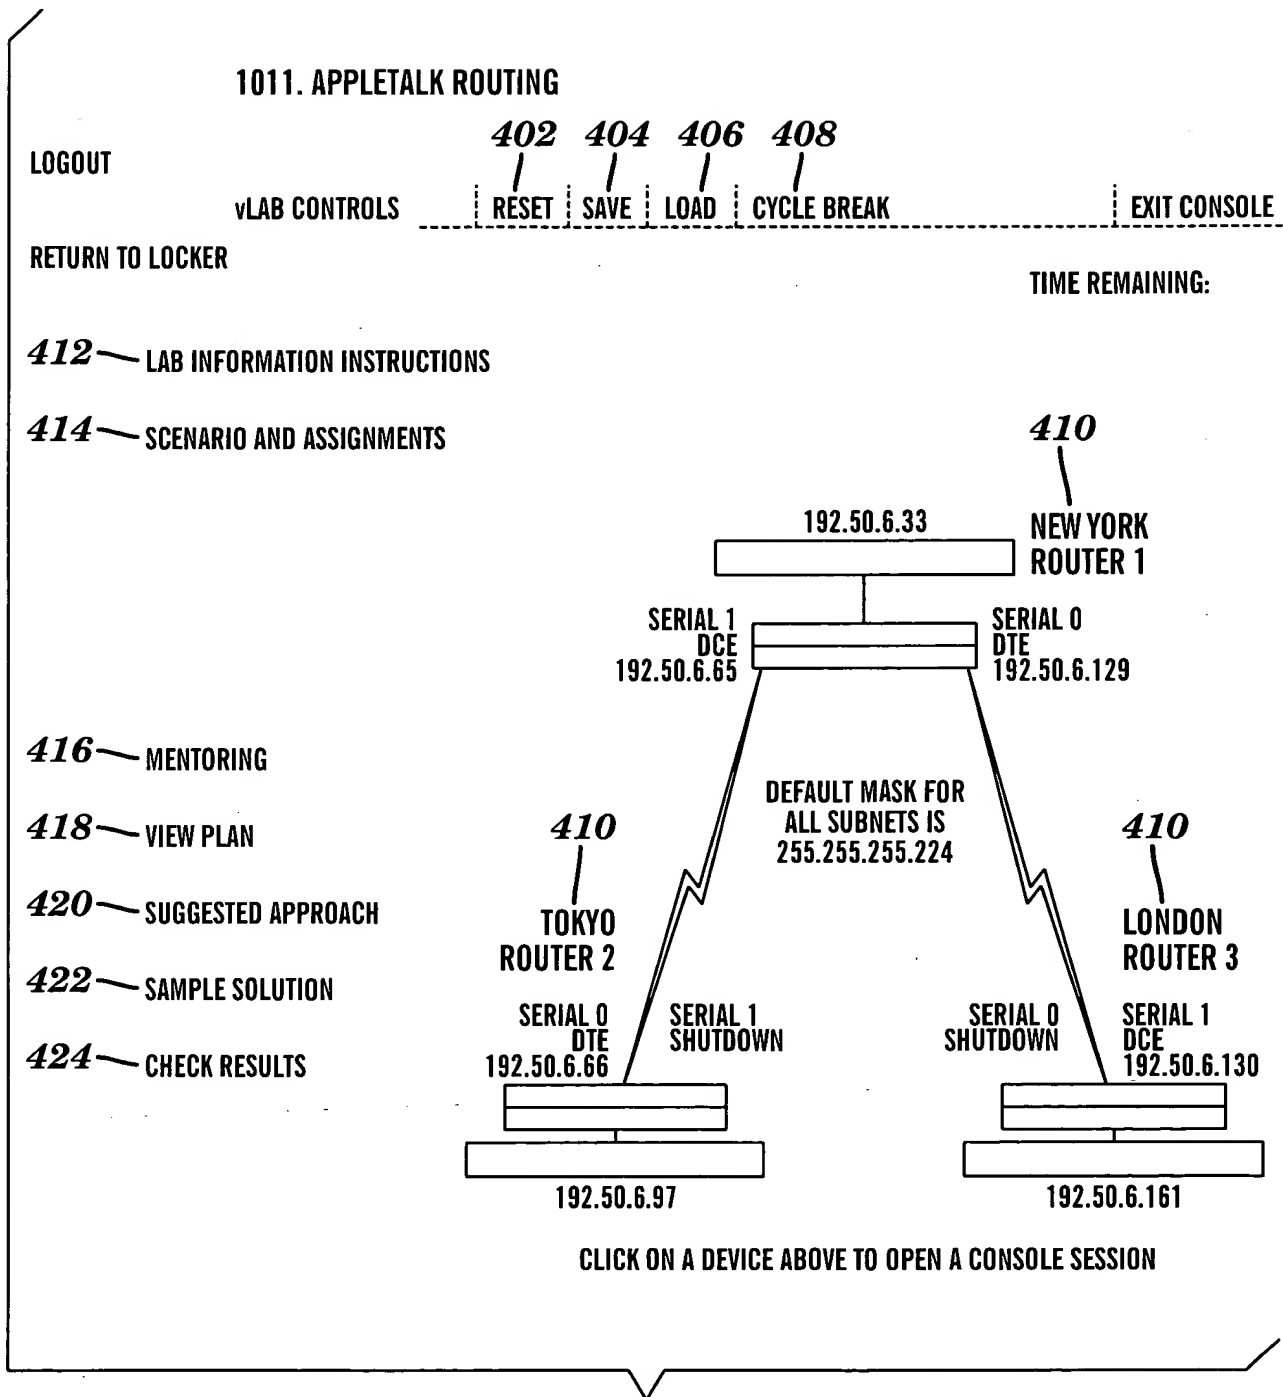 1011. APPLETALK ROUTING
402 404 406 408
LOGOUT
vLAB CONTROLS RESET SAVE LOAD CYCLE BREAK EXIT CONSOLE
RETURN TO LOCKER
TIME REMAINING:
412 LAB INFORMATION INSTRUCTIONS
414 SCENARIO AND ASSIGNMENTS
410
192.50.6.33
NEW YORK
ROUTER 1
SERIAL 1
DCE
192.50.6.65
SERIAL 0
DTE
192.50.6.129
416 MENTORING
DEFAULT MASK FOR
ALL SUBNETS IS
255.255.255.224
418 VIEW PLAN
410
410
420 SUGGESTED APPROACH
TOKYO
ROUTER 2
LONDON
ROUTER 3
422 SAMPLE SOLUTION
SERIAL 0
DTE
192.50.6.66
SERIAL 1
SHUTDOWN
SERIAL 0
SHUTDOWN
SERIAL 1
DCE
192.50.6.130
424 CHECK RESULTS
192.50.6.97
192.50.6.161
CLICK ON A DEVICE ABOVE TO OPEN A CONSOLE SESSION